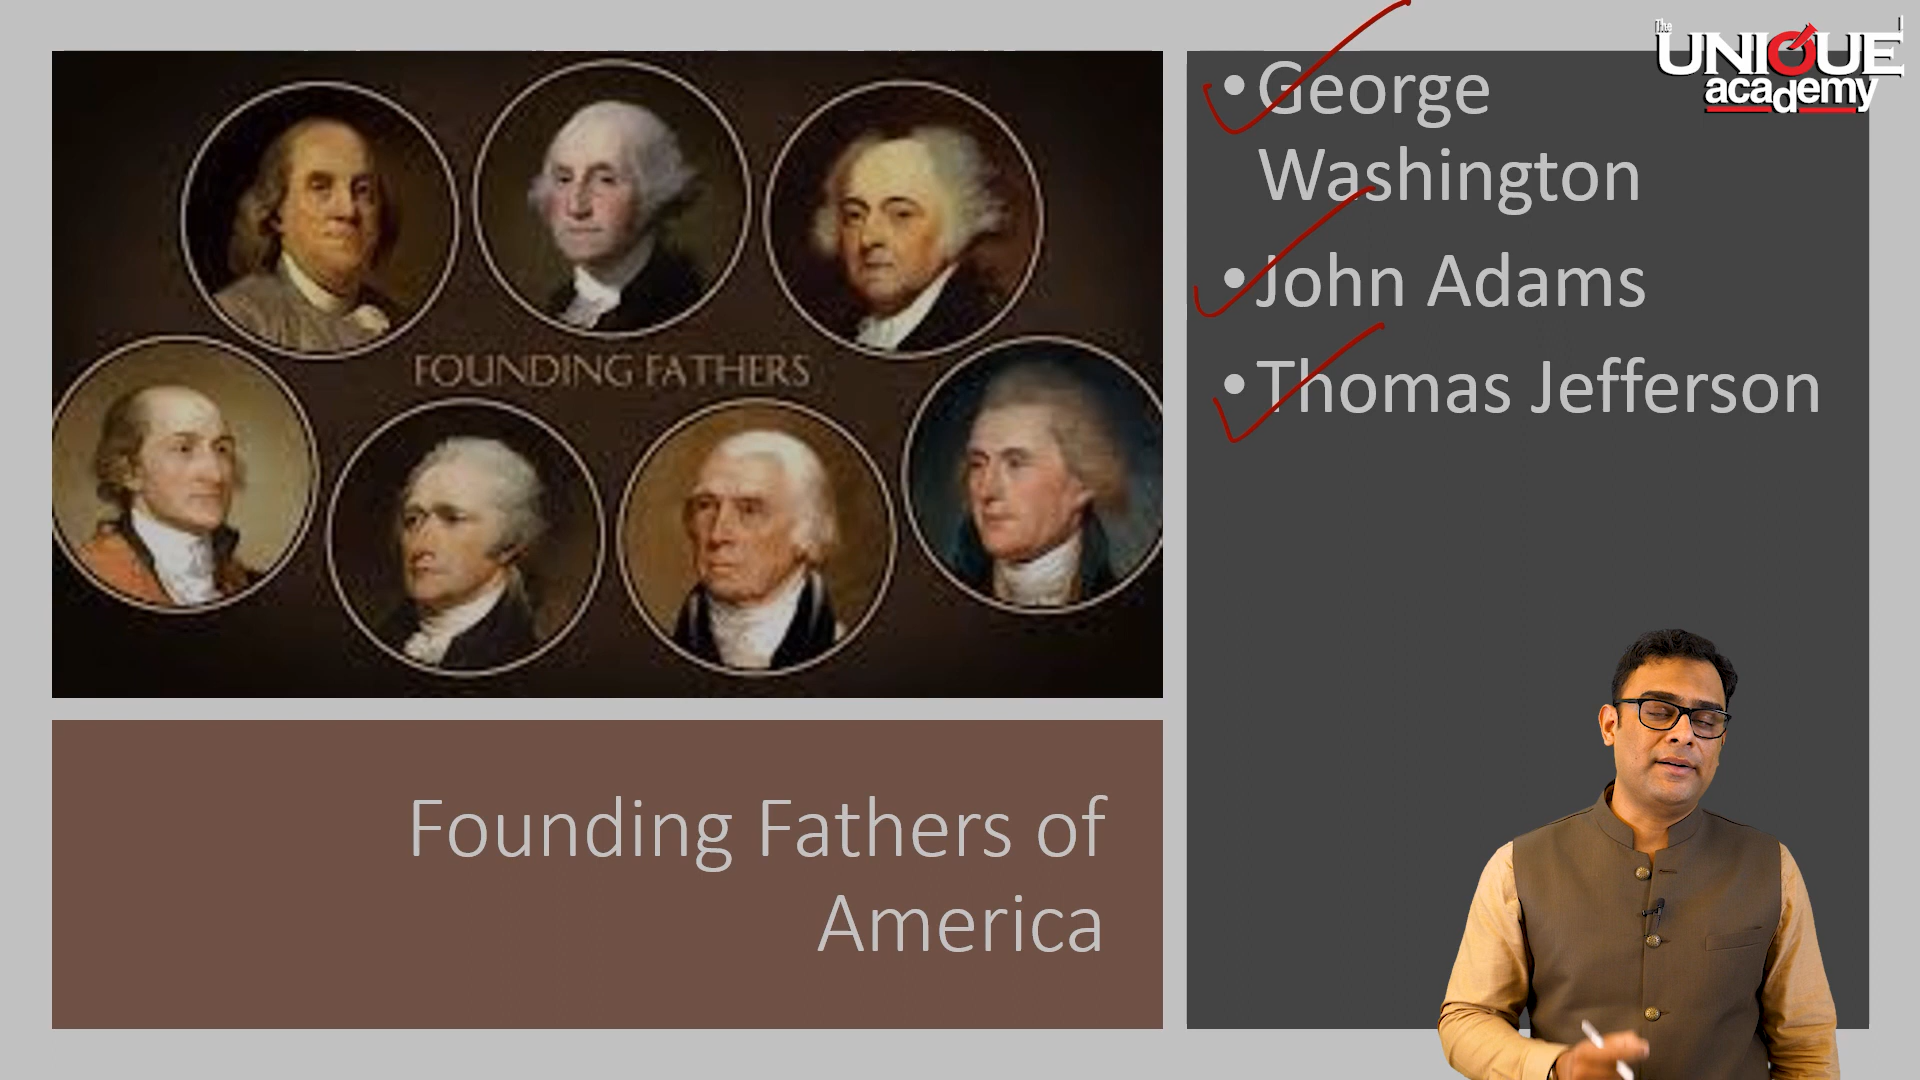 FOUNDING FATHERS
Founding Fathers of
America
• George
Washington
• John Adams
• Thomas Jefferson
The
UNIQUE
academy